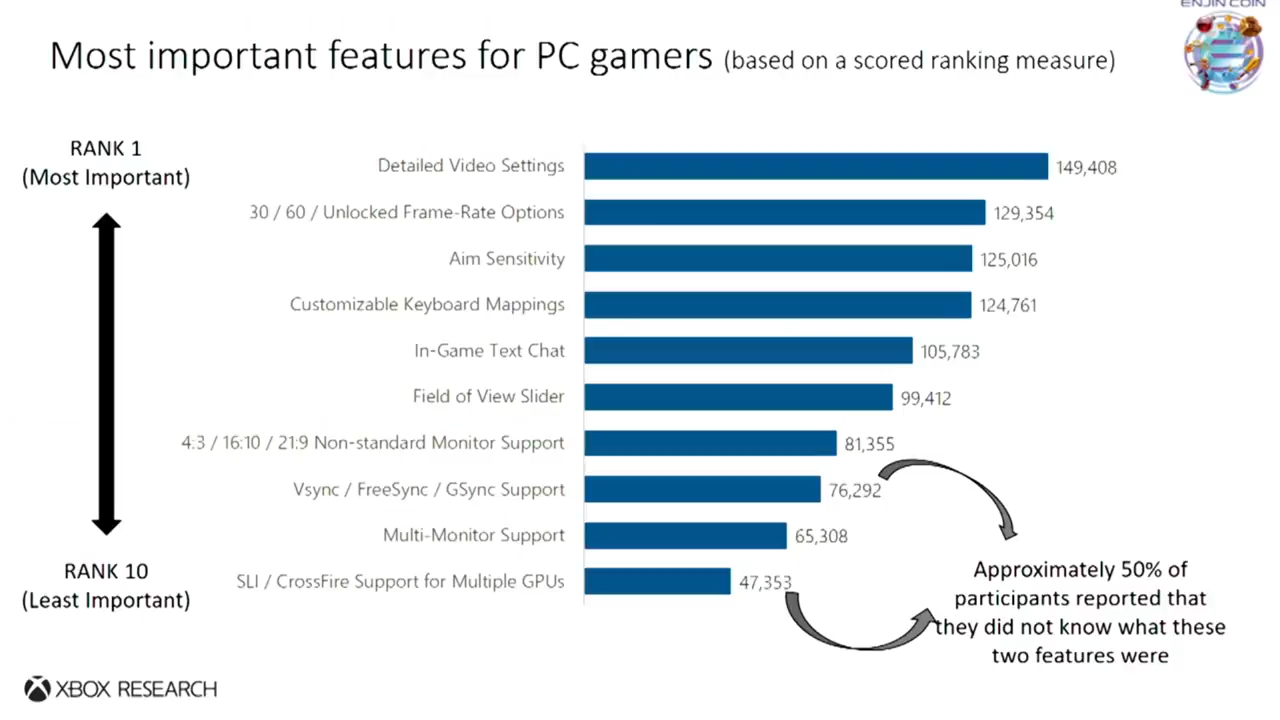 ENJIN COIN
Most important features for PC gamers (based on a scored ranking measure)
RANK 1
(Most Important)
Detailed Video Settings 149,408
30 / 60 / Unlocked Frame-Rate Options 129,354
Aim Sensitivity 125,016
Customizable Keyboard Mappings 124,761
In-Game Text Chat 105,783
Field of View Slider 99,412
4:3 / 16:10 / 21:9 Non-standard Monitor Support 81,355
Vsync / FreeSync / GSync Support 76,292
Multi-Monitor Support 65,308
SLI / CrossFire Support for Multiple GPUs 47,353
RANK 10
(Least Important)
Approximately 50% of
participants reported that
they did not know what these
two features were
XBOX RESEARCH